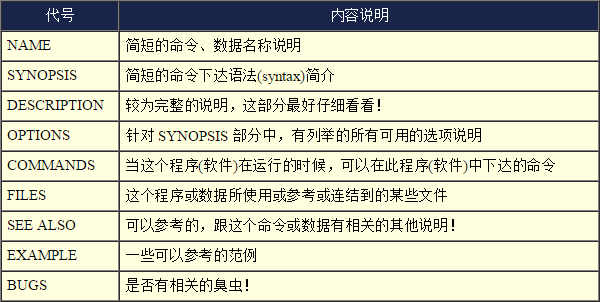 代号 内容说明
NAME 简短的命令、数据名称说明
SYNOPSIS 简短的命令下达语法(syntax)简介
DESCRIPTION 较为完整的说明，这部分最好仔细看看！
OPTIONS 针对 SYNOPSIS 部分中，有列举的所有可用的选项说明
COMMANDS 当这个程序(软件)在运行的时候，可以在此程序(软件)中下达的命令
FILES 这个程序或数据所使用或参考或连结到的某些文件
SEE ALSO 可以参考的，跟这个命令或数据有相关的其他说明！
EXAMPLE 一些可以参考的范例
BUGS 是否有相关的臭虫！